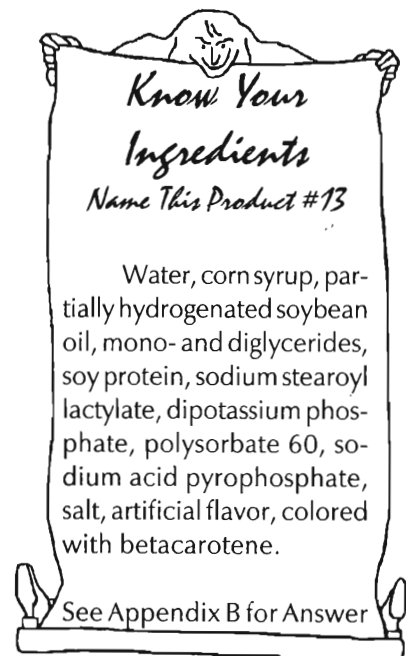 Know Your
Ingredients
Name This Product #13
Water, corn syrup, par-
tially hydrogenated soybean
oil, mono- and diglycerides,
soy protein, sodium stearoyl
lactylate, dipotassium phos-
phate, polysorbate 60, so-
dium acid pyrophosphate,
salt, artificial flavor, colored
with betacarotene.
See Appendix B for Answer